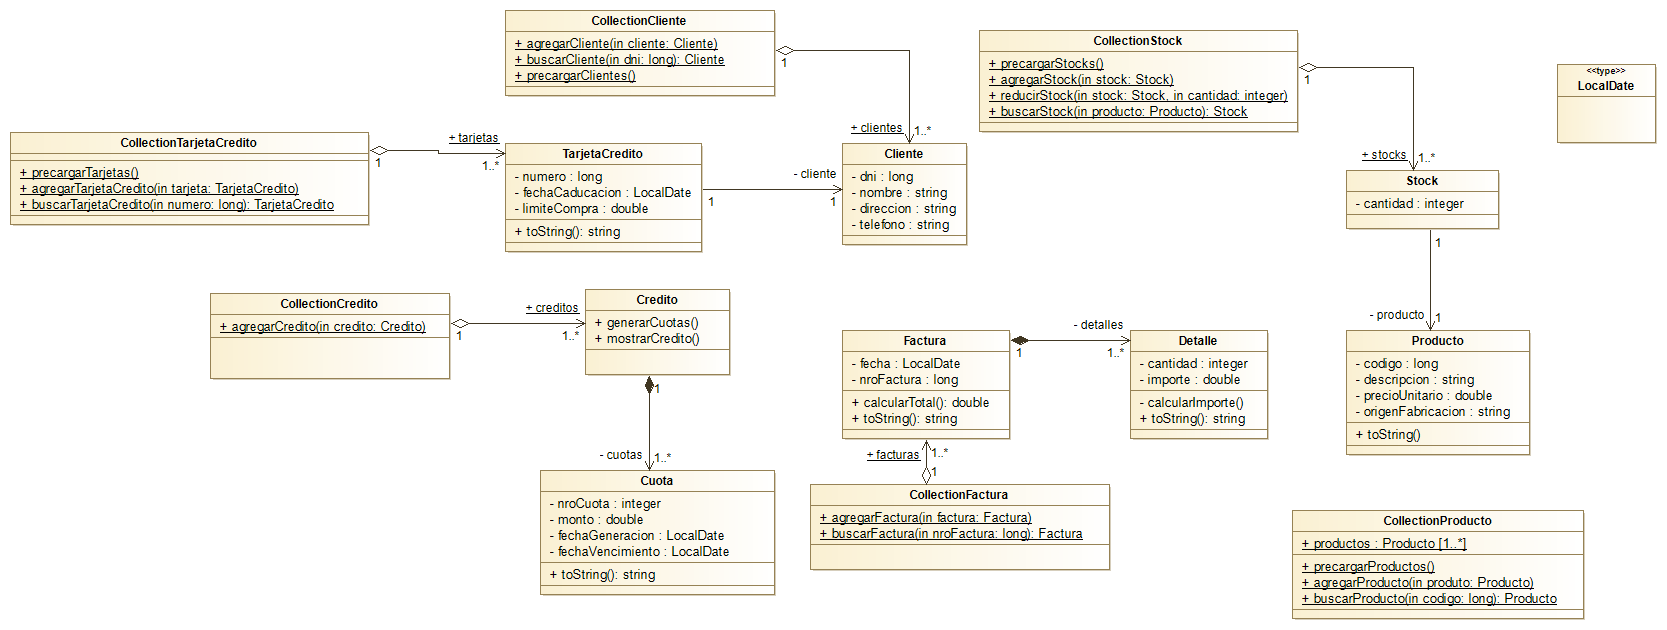 CollectionCliente
+ agregarCliente(in cliente: Cliente)
+ buscarCliente(in dni: long): Cliente
+ precargarClientes()
1
+ clientes
1..*
CollectionStock
+ precargarStocks()
+ agregarStock(in stock: Stock)
+ reducirStock(in stock: Stock, in cantidad: integer)
+ buscarStock(in producto: Producto): Stock
1
+ stocks
1..*
<<type>>
LocalDate
CollectionTarjetaCredito
+ precargarTarjetas()
+ agregarTarjetaCredito(in tarjeta: TarjetaCredito)
+ buscarTarjetaCredito(in numero: long): TarjetaCredito
1
+ tarjetas
1..*
TarjetaCredito
- numero : long
- fechaCaducacion : LocalDate
- limiteCompra : double
+ toString(): string
1
- cliente
1
Cliente
- dni : long
- nombre : string
- direccion : string
- telefono : string
Stock
- cantidad : integer
1
- producto
1
CollectionCredito
+ agregarCredito(in credito: Credito)
1
+ creditos
1..*
Credito
+ generarCuotas()
+ mostrarCredito()
1
- cuotas
1..*
Factura
- fecha : LocalDate
- nroFactura : long
+ calcularTotal(): double
+ toString(): string
1
- detalles
1..*
Detalle
- cantidad : integer
- importe : double
- calcularImporte()
+ toString(): string
Producto
- codigo : long
- descripcion : string
- precioUnitario : double
- origenFabricacion : string
+ toString()
+ facturas
1..*
1
Cuota
- nroCuota : integer
- monto : double
- fechaGeneracion : LocalDate
- fechaVencimiento : LocalDate
+ toString(): string
CollectionFactura
+ agregarFactura(in factura: Factura)
+ buscarFactura(in nroFactura: long): Factura
CollectionProducto
+ productos : Producto [1..*]
+ precargarProductos()
+ agregarProducto(in produto: Producto)
+ buscarProducto(in codigo: long): Producto